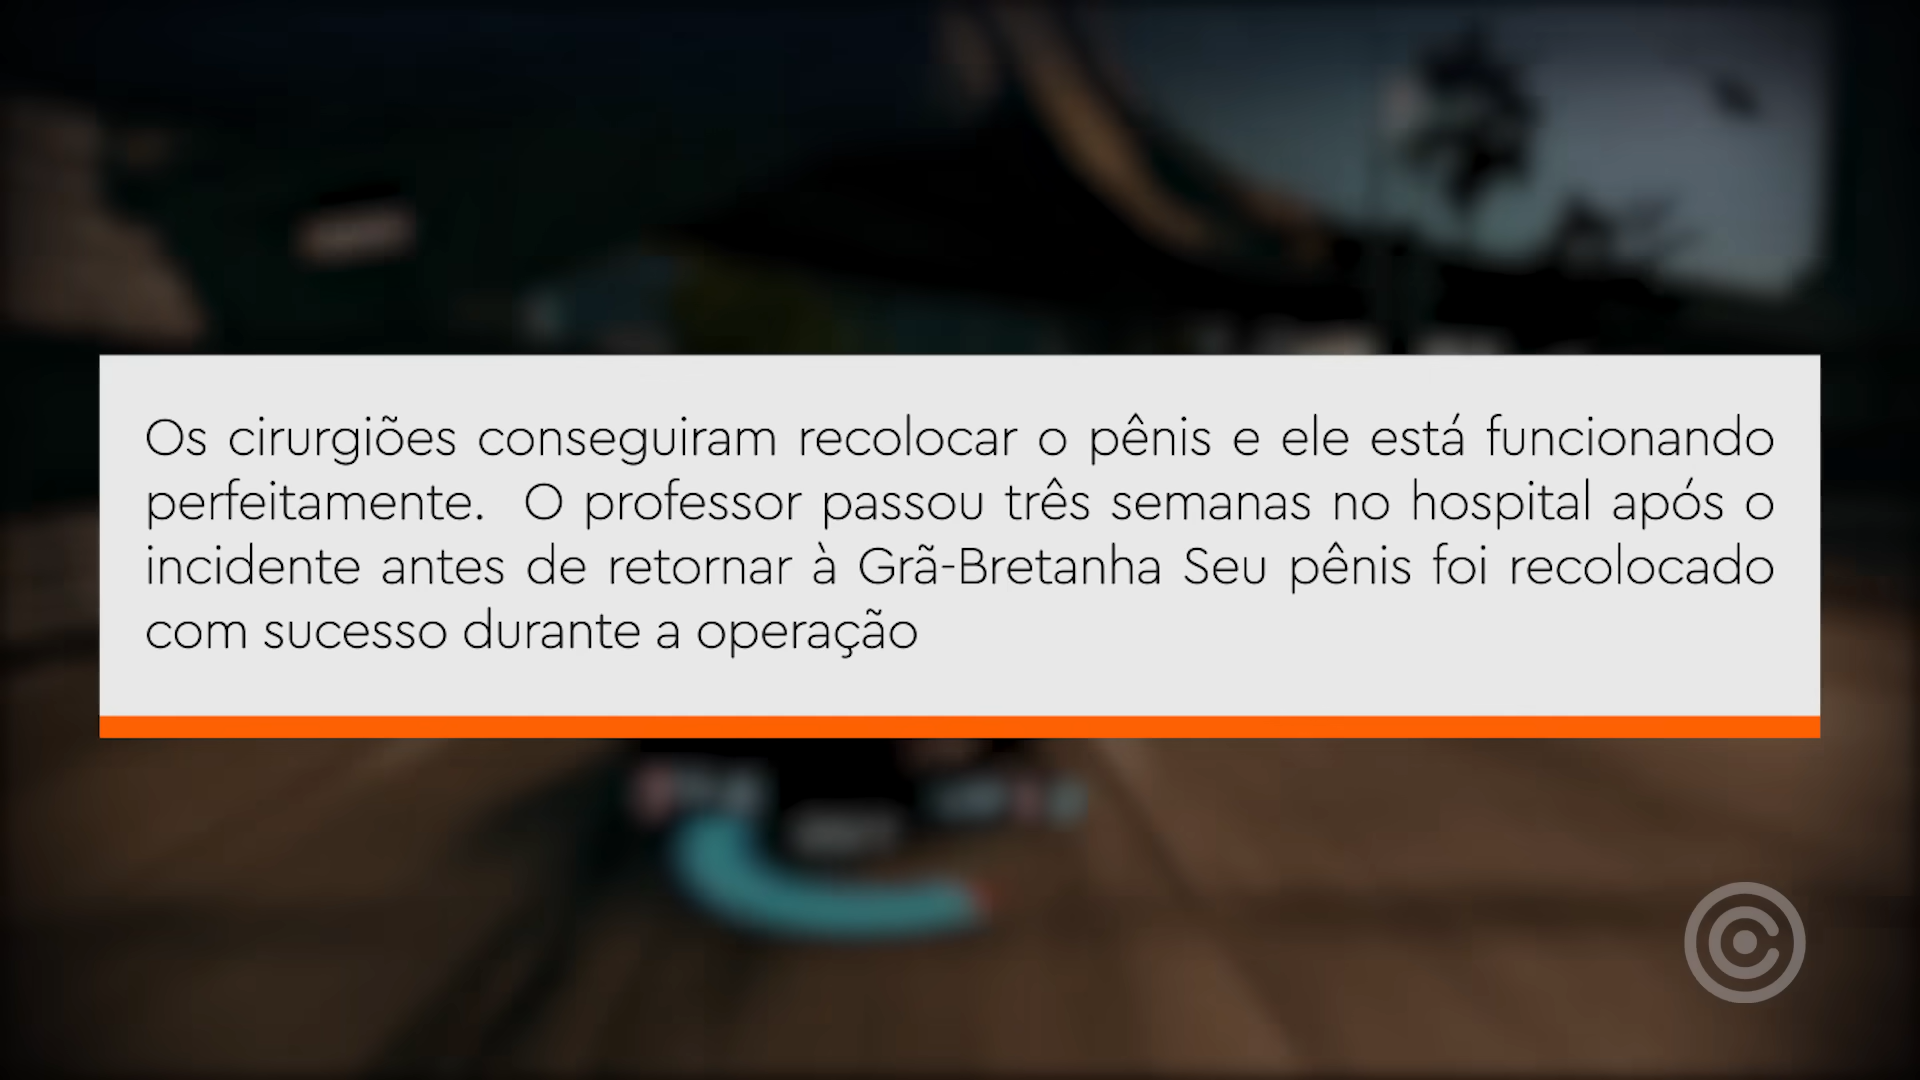 Os cirurgiões conseguiram recolocar o pênis e ele está funcionando
perfeitamente.  O professor passou três semanas no hospital após o
incidente antes de retornar à Grã-Bretanha Seu pênis foi recolocado
com sucesso durante a operação